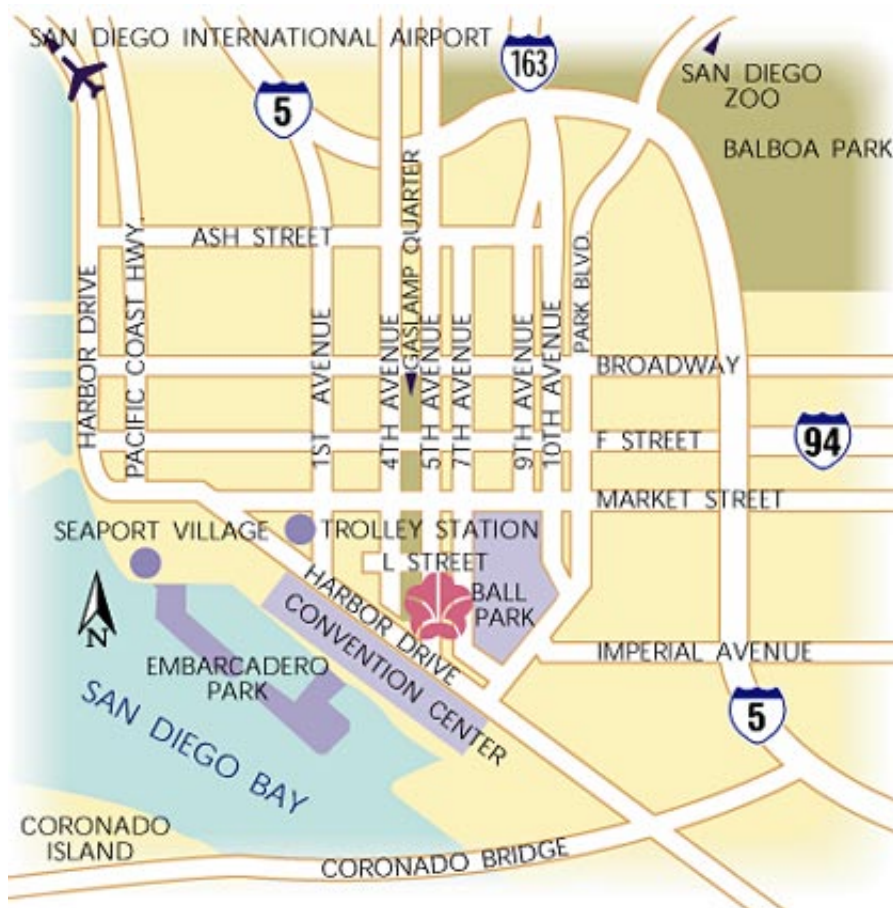 SAN DIEGO INTERNATIONAL AIRPORT
163
SAN DIEGO
ZOO
5
BALBOA PARK
GASLAMP QUARTER
ASH STREET
HARBOR DRIVE
PACIFIC COAST HWY.
1ST AVENUE
4TH AVENUE
5TH AVENUE
7TH AVENUE
9TH AVENUE
10TH AVENUE
PARK BLVD.
BROADWAY
F STREET
94
MARKET STREET
SEAPORT VILLAGE
TROLLEY STATION
L STREET
BALL
PARK
HARBOR DRIVE
CONVENTION CENTER
N
IMPERIAL AVENUE
EMBARCADERO
PARK
SAN DIEGO BAY
5
CORONADO
ISLAND
CORONADO BRIDGE